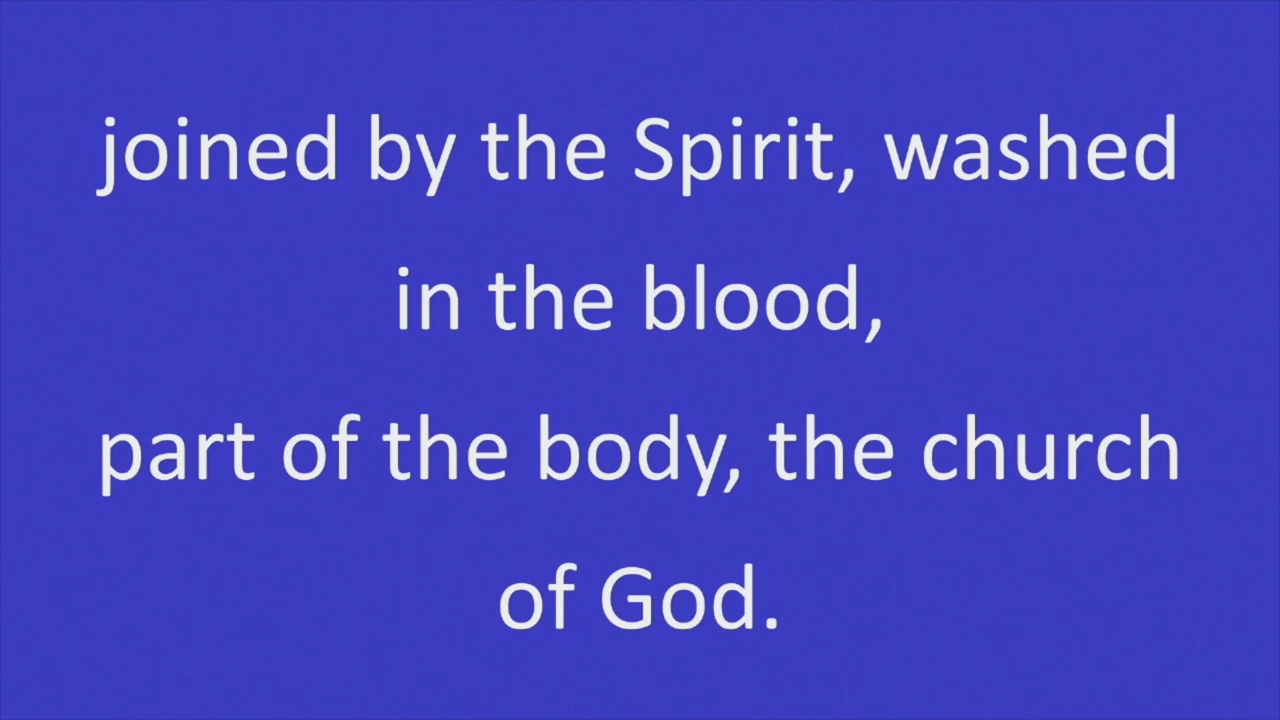 joined by the Spirit, washed
in the blood,
part of the body, the church
of God.